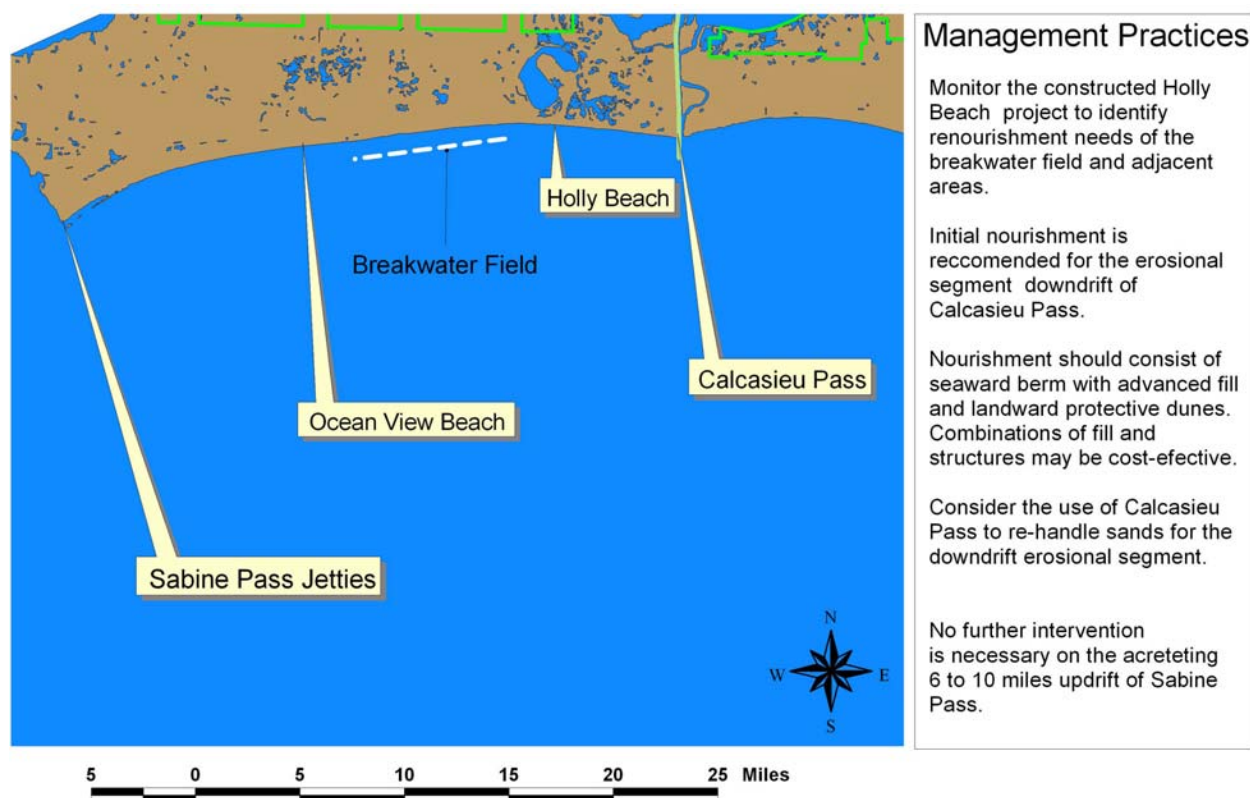 Management Practices
Monitor the constructed Holly
Beach project to identify
renourishment needs of the
breakwater field and adjacent
areas.
Initial nourishment is
reccomended for the erosional
segment downdrift of
Calcasieu Pass.
Nourishment should consist of
seaward berm with advanced fill
and landward protective dunes.
Combinations of fill and
structures may be cost-efective.
Consider the use of Calcasieu
Pass to re-handle sands for the
downdrift erosional segment.
No further intervention
is necessary on the acreteting
6 to 10 miles updrift of Sabine
Pass.
Holly Beach
Breakwater Field
Calcasieu Pass
Ocean View Beach
Sabine Pass Jetties
N
W E
S
5 0 5 10 15 20 25 Miles